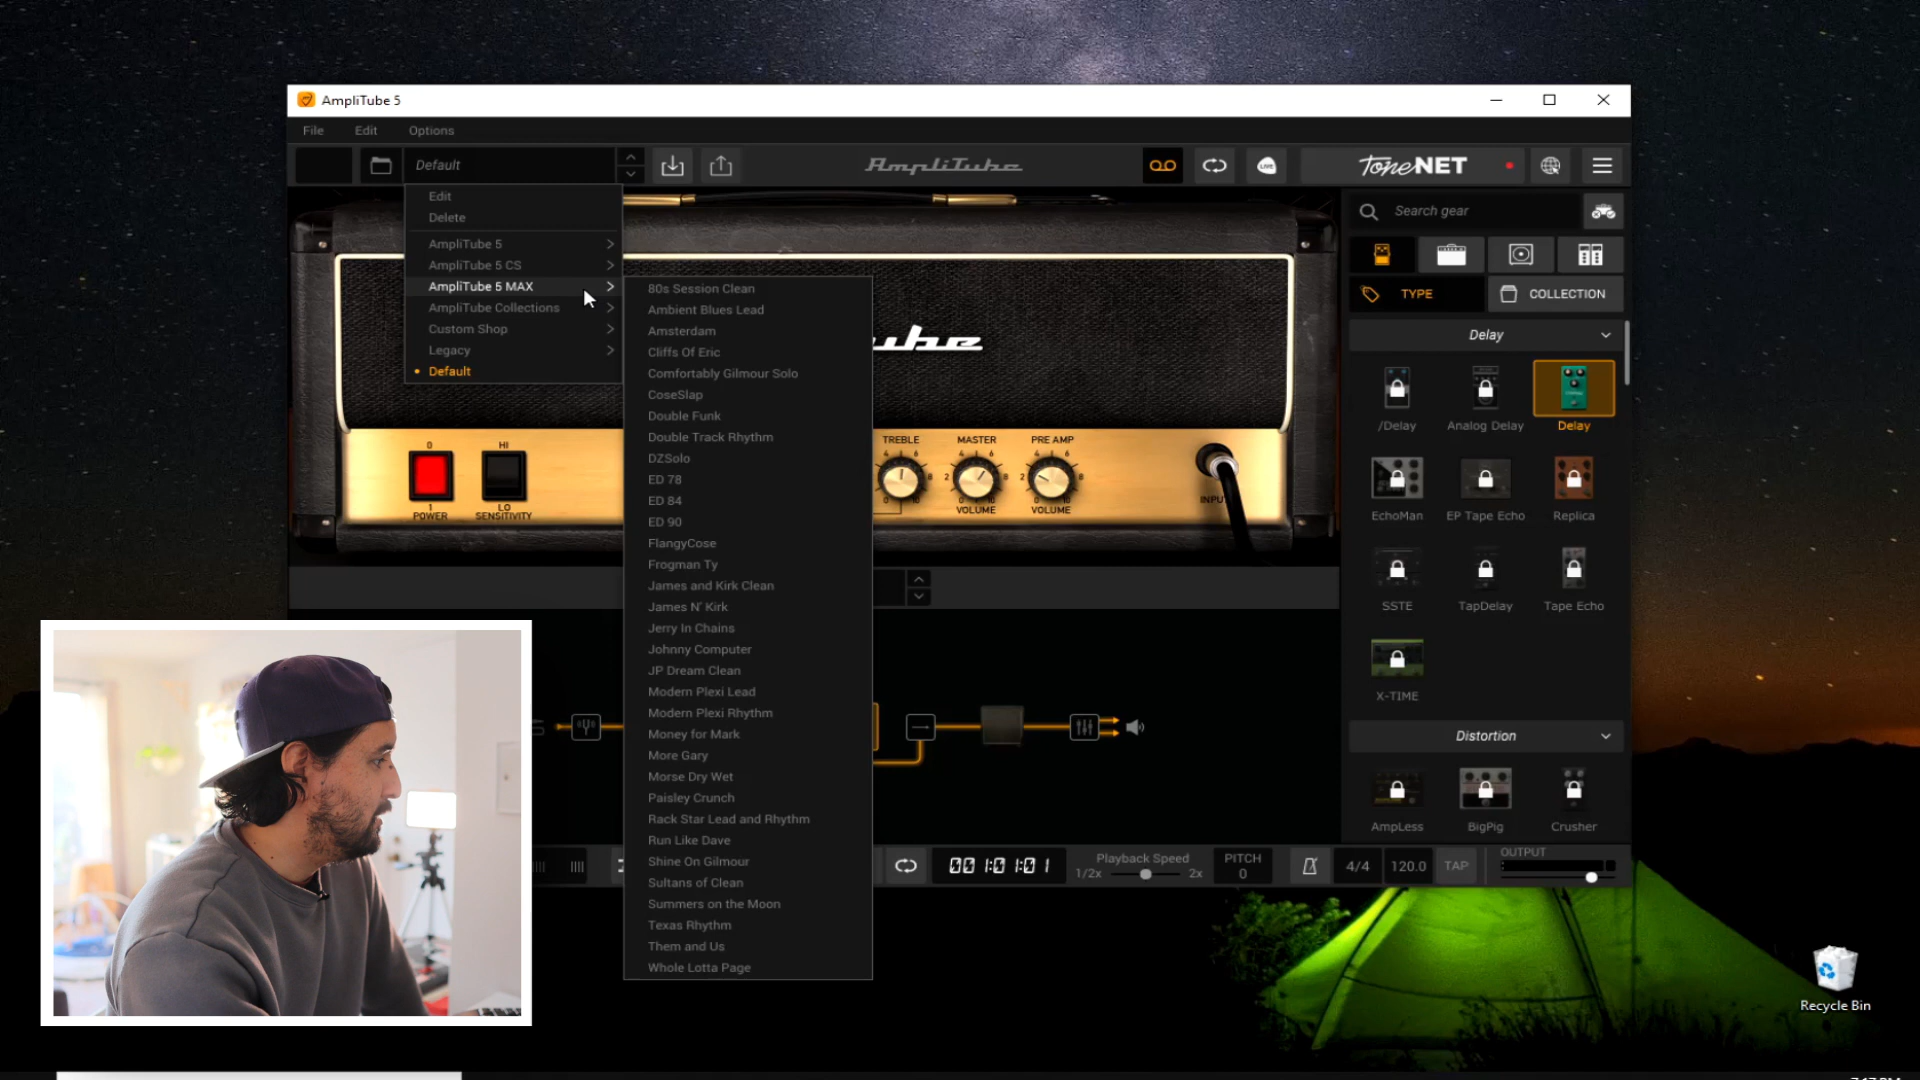 AmpliTube 5
File Edit Options
Default
AmpliTube
LIVE
ToneNET
Edit
Delete
AmpliTube 5
AmpliTube 5 CS
AmpliTube 5 MAX
AmpliTube Collections
Custom Shop
Legacy
Default
80s Session Clean
Ambient Blues Lead
Amsterdam
Cliffs Of Eric
Comfortably Gilmour Solo
CoseSlap
Double Funk
Double Track Rhythm
DZSolo
ED 78
ED 84
ED 90
FlangyCose
Frogman Ty
James and Kirk Clean
James N' Kirk
Jerry In Chains
Johnny Computer
JP Dream Clean
Modern Plexi Lead
Modern Plexi Rhythm
Money for Mark
More Gary
Morse Dry Wet
Paisley Crunch
Rack Star Lead and Rhythm
Run Like Dave
Shine On Gilmour
Sultans of Clean
Summers on the Moon
Texas Rhythm
Them and Us
Whole Lotta Page
0
1
POWER
HI
LO
SENSITIVITY
TREBLE
MASTER
VOLUME
PRE AMP
VOLUME
Search gear
TYPE
COLLECTION
Delay
/Delay
Analog Delay
Delay
EchoMan
EP Tape Echo
Replica
SSTE
TapDelay
Tape Echo
X-TIME
Distortion
AmpLess
BigPig
Crusher
001:01:01
Playback Speed
1/2x
2x
PITCH
0
4/4
120.0
TAP
OUTPUT
Recycle Bin